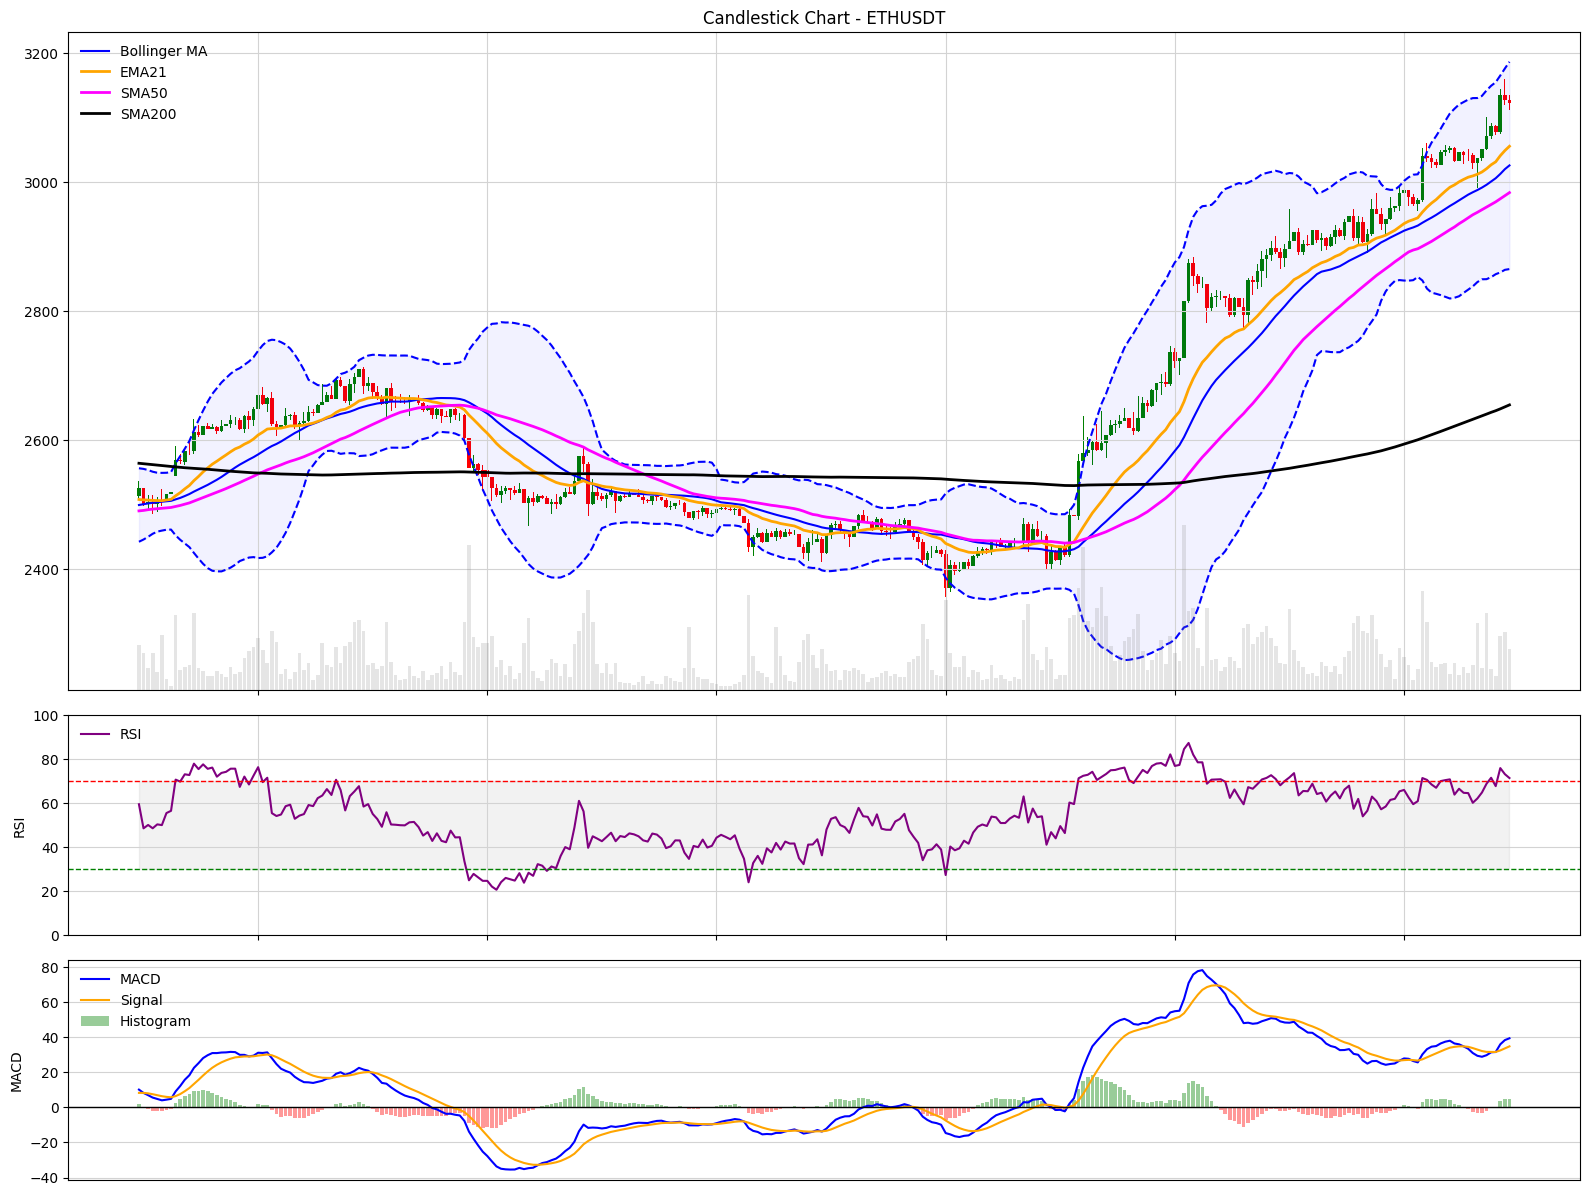 Candlestick Chart - ETHUSDT
3200
3000
2800
2600
2400
Bollinger MA
EMA21
SMA50
SMA200
100
80
60
40
20
0
RSI
RSI
80
60
40
20
0
−20
−40
MACD
MACD
Signal
Histogram